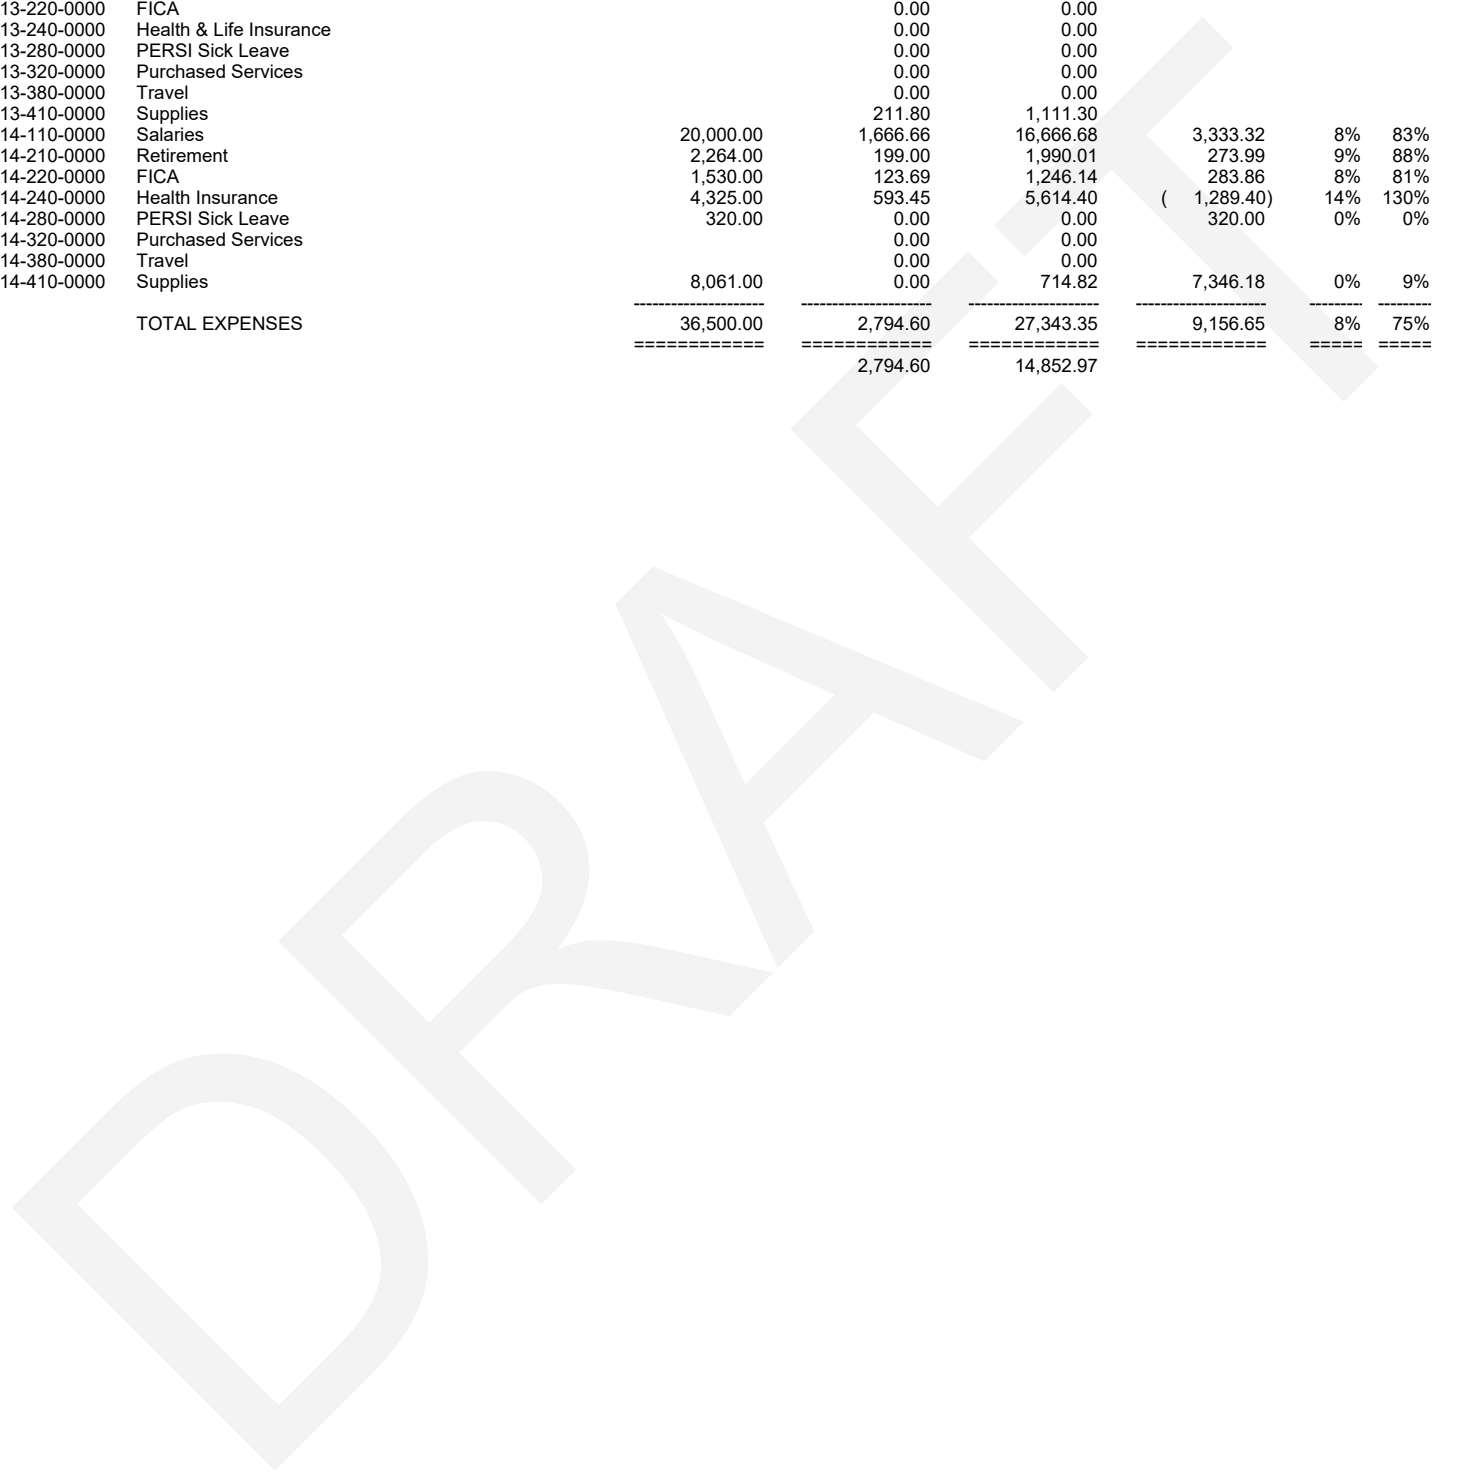 13-220-0000 FICA 0.00 0.00
13-240-0000 Health & Life Insurance 0.00 0.00
13-280-0000 PERSI Sick Leave 0.00 0.00
13-320-0000 Purchased Services 0.00 0.00
13-380-0000 Travel 0.00 0.00
13-410-0000 Supplies 211.80 1,111.30
14-110-0000 Salaries 20,000.00 1,666.66 16,666.68 3,333.32 8% 83%
14-210-0000 Retirement 2,264.00 199.00 1,990.01 273.99 9% 88%
14-220-0000 FICA 1,530.00 123.69 1,246.14 283.86 8% 81%
14-240-0000 Health Insurance 4,325.00 593.45 5,614.40 ( 1,289.40) 14% 130%
14-280-0000 PERSI Sick Leave 320.00 0.00 0.00 320.00 0% 0%
14-320-0000 Purchased Services 0.00 0.00
14-380-0000 Travel 0.00 0.00
14-410-0000 Supplies 8,061.00 0.00 714.82 7,346.18 0% 9%
--------------------- --------------------- --------------------- --------------------- -------- --------
TOTAL EXPENSES 36,500.00 2,794.60 27,343.35 9,156.65 8% 75%
============ ============ ============ ============ ===== =====
2,794.60 14,852.97
DRAFT